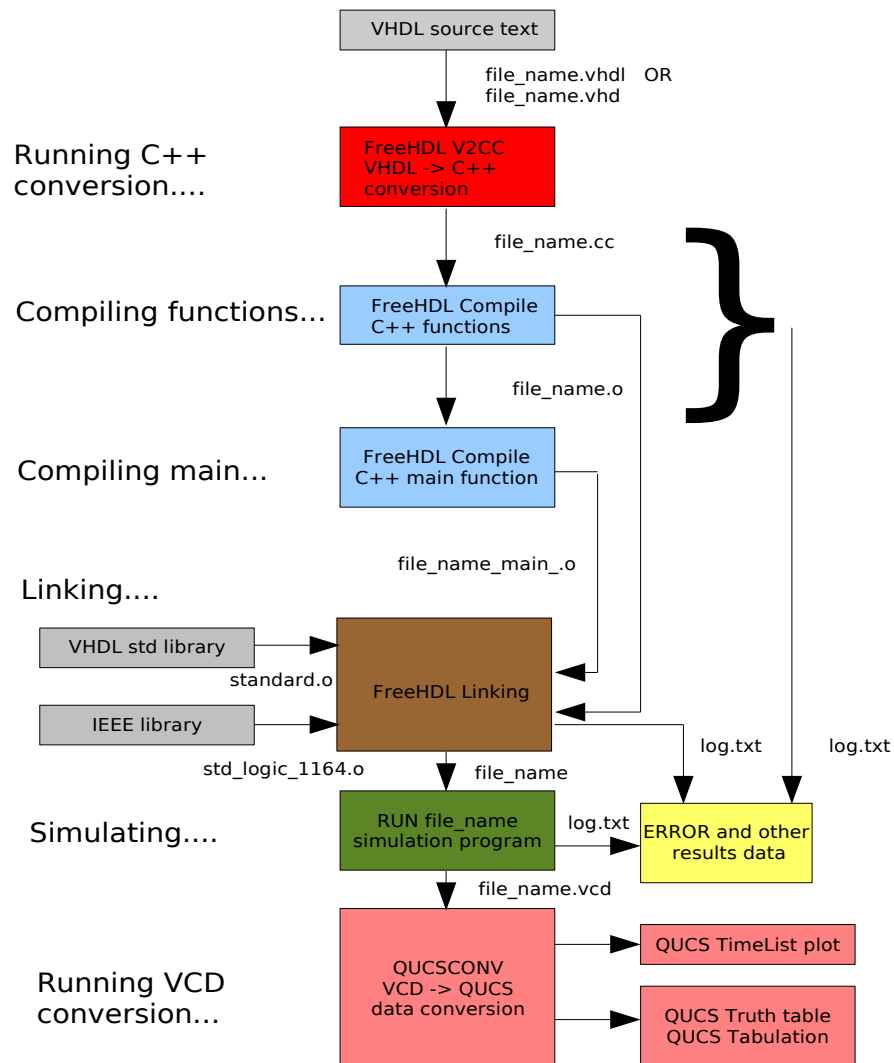 VHDL source text
file_name.vhdl   OR
file_name.vhd
Running C++
conversion....
FreeHDL V2CC
VHDL -> C++
conversion
file_name.cc
}
Compiling functions...
FreeHDL Compile
C++ functions
file_name.o
Compiling main...
FreeHDL Compile
C++ main function
file_name_main_.o
Linking....
VHDL std library
standard.o
FreeHDL Linking
IEEE library
std_logic_1164.o
file_name
log.txt
log.txt
Simulating....
RUN file_name
simulation program
log.txt
ERROR and other
results data
file_name.vcd
Running VCD
conversion...
QUCSCONV
VCD -> QUCS
data conversion
QUCS TimeList plot
QUCS Truth table
QUCS Tabulation